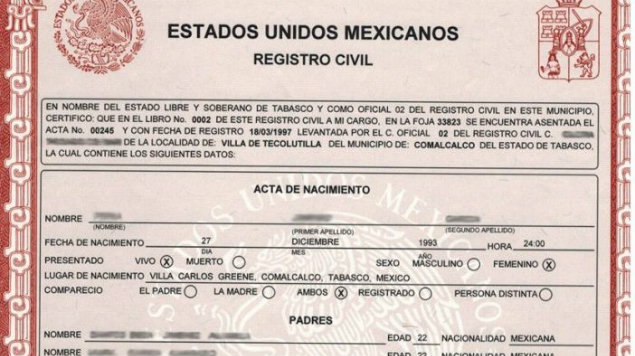 ESTADOS UNIDOS MEXICANOS
REGISTRO CIVIL
EN NOMBRE DEL ESTADO LIBRE Y SOBERANO DE TABASCO Y COMO OFICIAL 02 DEL REGISTRO CIVIL EN ESTE MUNICIPIO,
CERTIFICO: QUE EN EL LIBRO No. 0002 DE ESTE REGISTRO CIVIL A MI CARGO, EN LA FOJA 33823 SE ENCUENTRA ASENTADA EL
ACTA No. 00245 Y CON FECHA DE REGISTRO 18/03/1997 LEVANTADA POR EL C. OFICIAL 02 DEL REGISTRO CIVIL C.
DE LA LOCALIDAD DE: VILLA DE TECOLUTILLA DEL MUNICIPIO DE: COMALCALCO DEL ESTADO DE TABASCO,
LA CUAL CONTIENE LOS SIGUIENTES DATOS:
ACTA DE NACIMIENTO
NOMBRE
(NOMBRE) (PRIMER APELLIDO) (SEGUNDO APELLIDO)
FECHA DE NACIMIENTO 27 DICIEMBRE 1993 HORA 24:00
DIA MES AÑO
PRESENTADO VIVO X MUERTO SEXO MASCULINO FEMENINO X
LUGAR DE NACIMIENTO VILLA CARLOS GREENE, COMALCALCO, TABASCO, MEXICO
COMPARECIO EL PADRE LA MADRE AMBOS X REGISTRADO PERSONA DISTINTA
PADRES
NOMBRE EDAD 22 NACIONALIDAD MEXICANA
NOMBRE EDAD 23 NACIONALIDAD MEXICANA